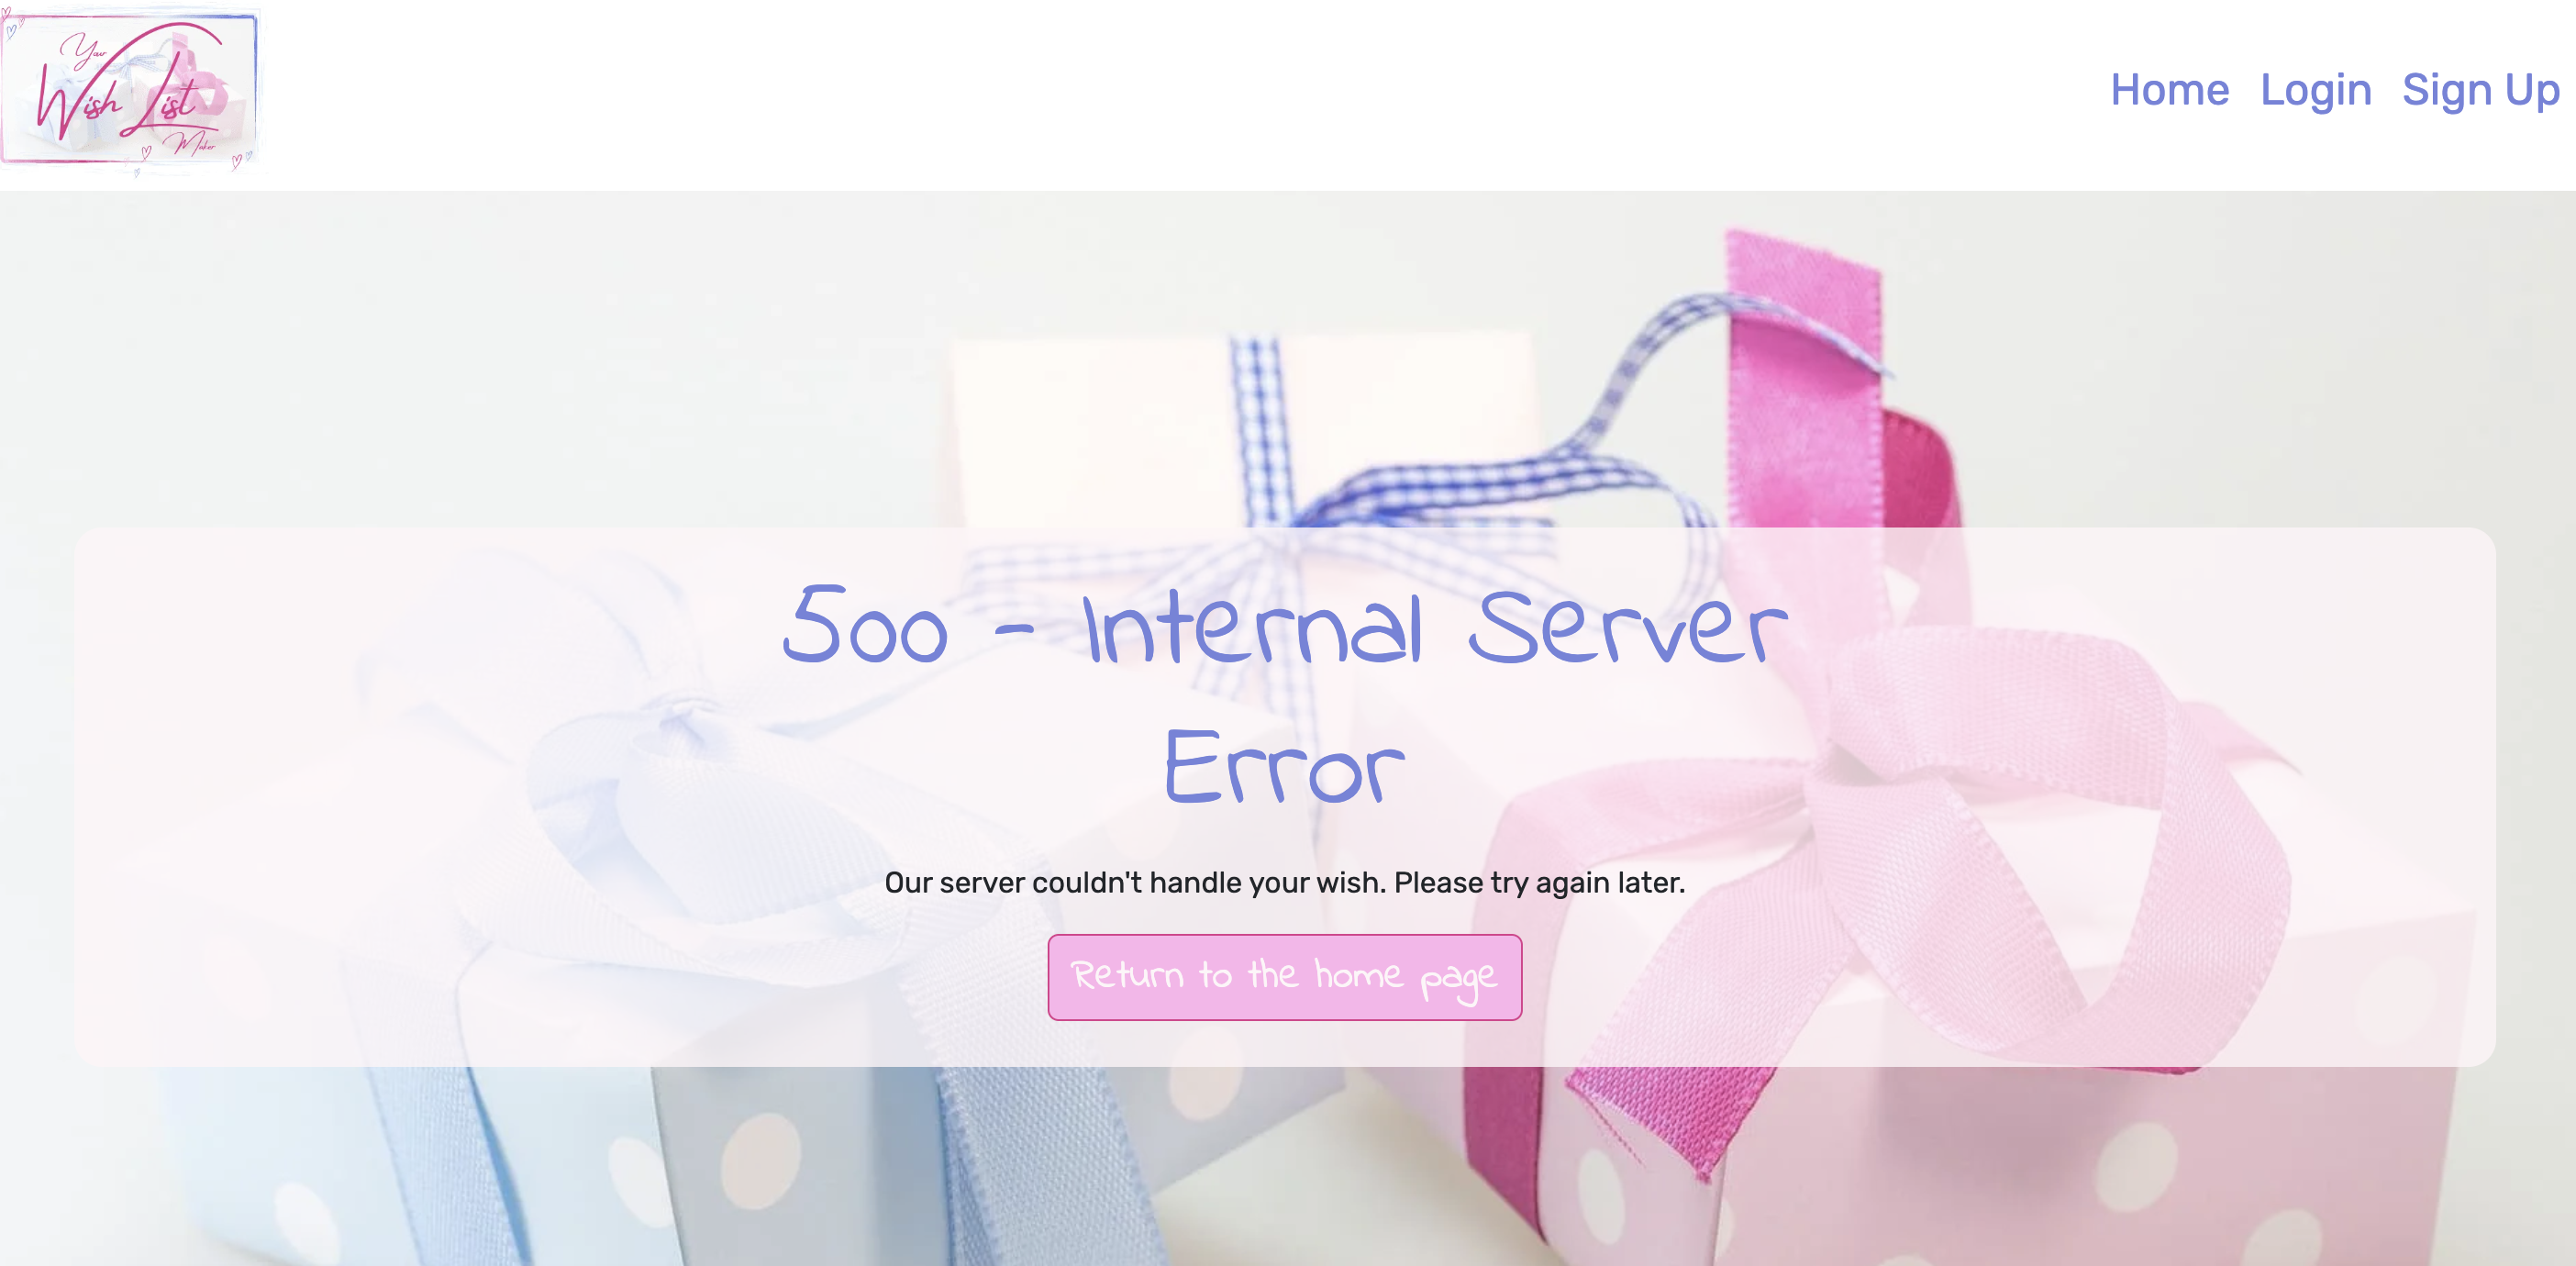 Your
Wish List
Maker
Home Login Sign Up
500 - Internal Server
Error
Our server couldn't handle your wish. Please try again later.
Return to the home page